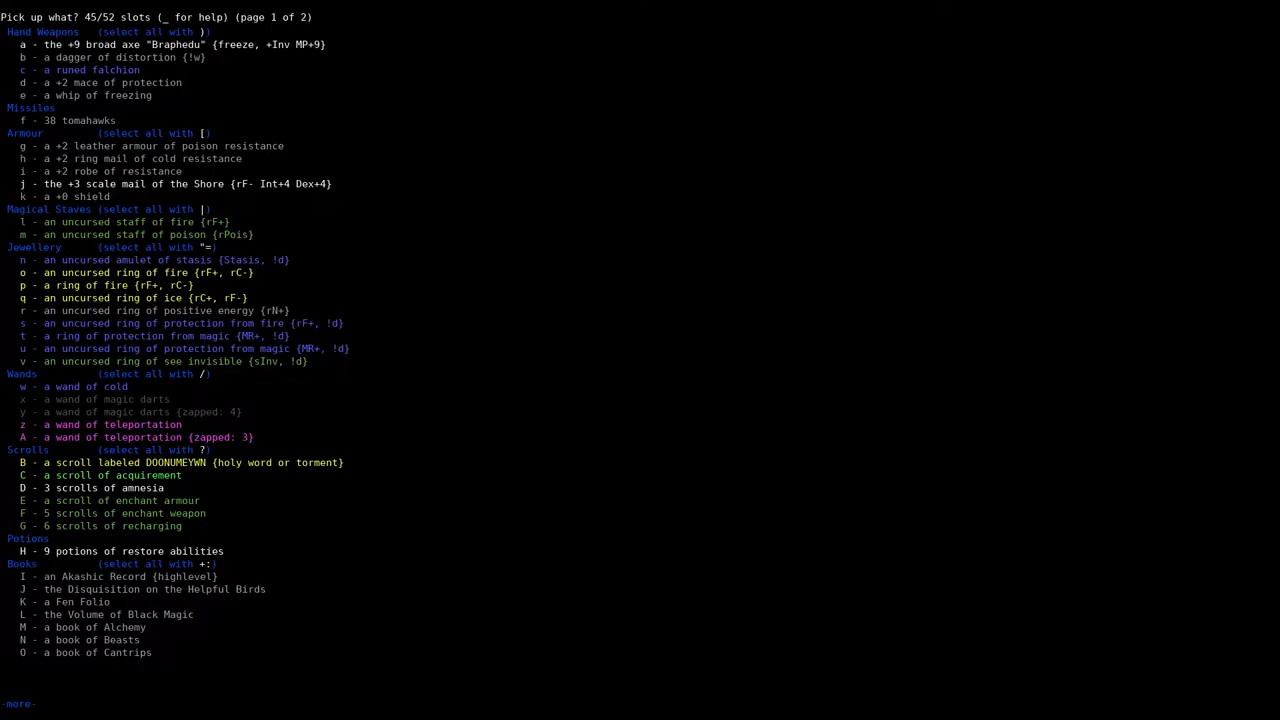 Pick up what? 45/52 slots (_ for help) (page 1 of 2)
Hand Weapons (select all with ))
a - the +9 broad axe "Braphedu" {freeze, +Inv MP+9}
b - a dagger of distortion {!w}
c - a runed falchion
d - a +2 mace of protection
e - a whip of freezing
Missiles
f - 38 tomahawks
Armour (select all with [)
g - a +2 leather armour of poison resistance
h - a +2 ring mail of cold resistance
i - a +2 robe of resistance
j - the +3 scale mail of the Shore {rF- Int+4 Dex+4}
k - a +0 shield
Magical Staves (select all with |)
l - an uncursed staff of fire {rF+}
m - an uncursed staff of poison {rPois}
Jewellery (select all with "=)
n - an uncursed amulet of stasis {Stasis, !d}
o - an uncursed ring of fire {rF+, rC-}
p - a ring of fire {rF+, rC-}
q - an uncursed ring of ice {rC+, rF-}
r - an uncursed ring of positive energy {rN+}
s - an uncursed ring of protection from fire {rF+, !d}
t - a ring of protection from magic {MR+, !d}
u - an uncursed ring of protection from magic {MR+, !d}
v - an uncursed ring of see invisible {sInv, !d}
Wands (select all with /)
w - a wand of cold
x - a wand of magic darts
y - a wand of magic darts {zapped: 4}
z - a wand of teleportation
A - a wand of teleportation {zapped: 3}
Scrolls (select all with ?)
B - a scroll labeled DOONUMEYWN {holy word or torment}
C - a scroll of acquirement
D - 3 scrolls of amnesia
E - a scroll of enchant armour
F - 5 scrolls of enchant weapon
G - 6 scrolls of recharging
Potions
H - 9 potions of restore abilities
Books (select all with +:)
I - an Akashic Record {highlevel}
J - the Disquisition on the Helpful Birds
K - a Fen Folio
L - the Volume of Black Magic
M - a book of Alchemy
N - a book of Beasts
O - a book of Cantrips
-more-